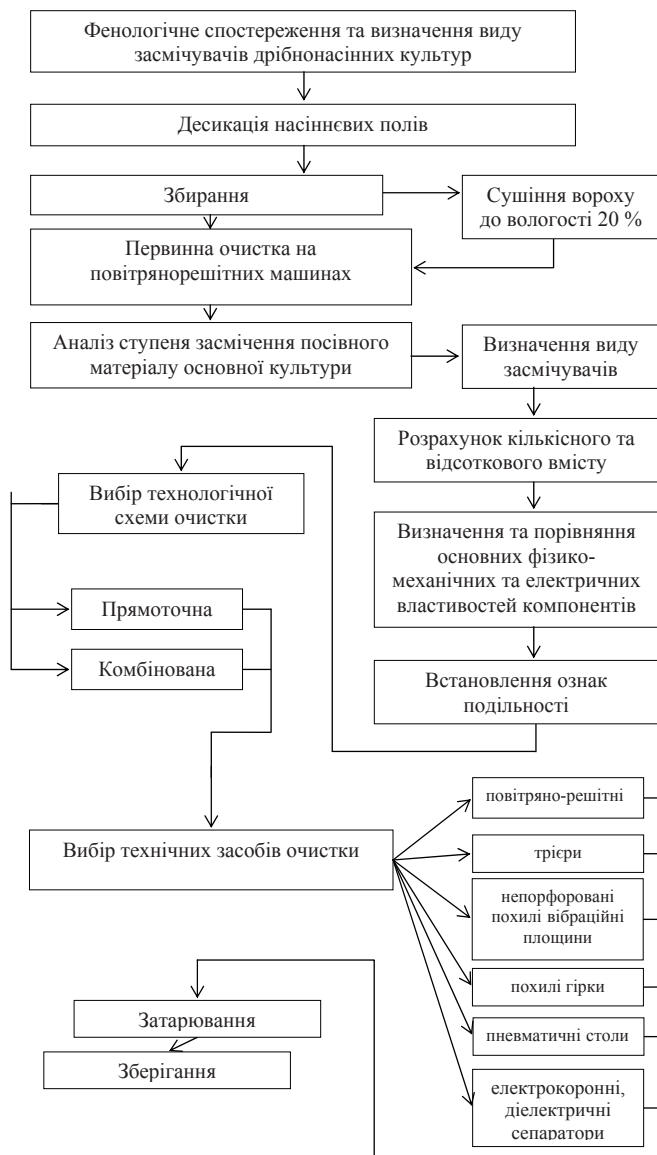 Фенологічне спостереження та визначення виду
засмічувачів дрібнонасінних культур
Десикація насіннєвих полів
Збирання
Сушіння вороху
до вологості 20 %
Первинна очистка на
повітрянорешітних машинах
Аналіз ступеня засмічення посівного
матеріалу основної культури
Визначення виду
засмічувачів
Розрахунок кількісного та
відсоткового вмісту
Вибір технологічної
схеми очистки
Визначення та порівняння
основних фізико-
механічних та електричних
властивостей компонентів
Прямоточна
Комбінована
Встановлення ознак
подільності
Вибір технічних засобів очистки
повітряно-решітні
трієри
непорфоровані
похилі вібраційні
площини
похилі гірки
пневматичні столи
електрокоронні,
діелектричні
сепаратори
Затарювання
Зберігання